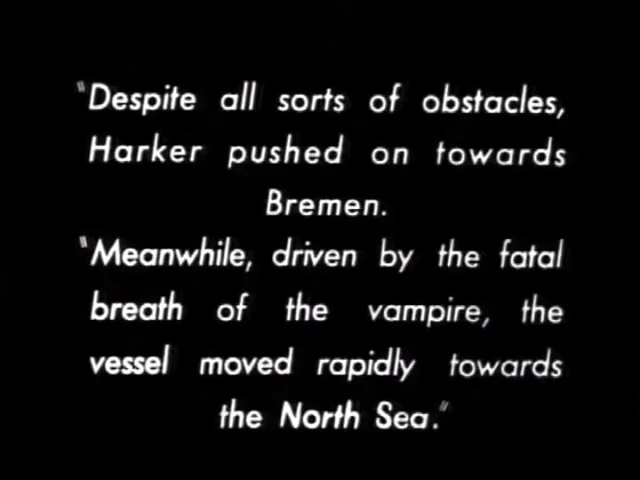 "Despite all sorts of obstacles,
Harker pushed on towards
Bremen.
"Meanwhile, driven by the fatal
breath of the vampire, the
vessel moved rapidly towards
the North Sea."